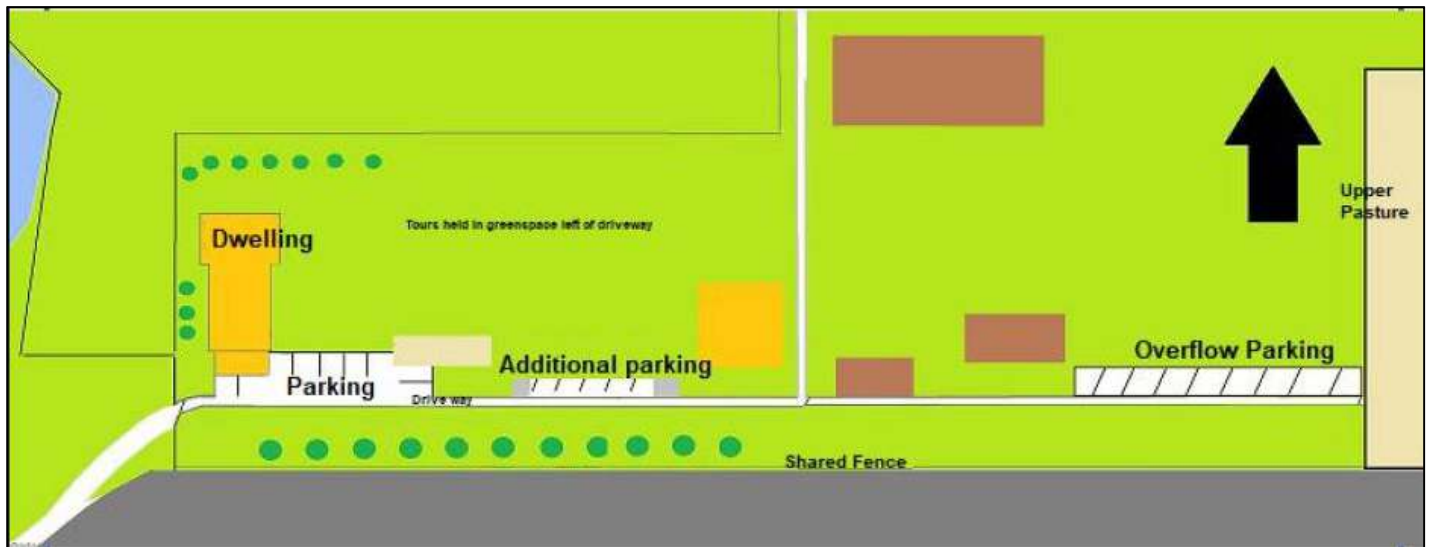 Upper
Pasture
Tours held in greenspace left of driveway
Dwelling
Overflow Parking
Additional parking
Parking
Drive way
Shared Fence